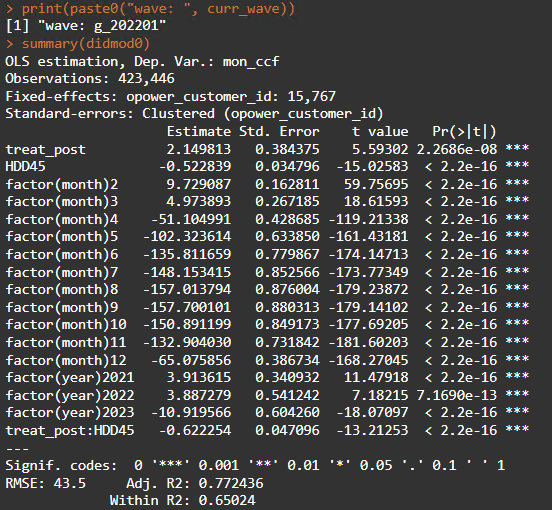 > print(paste0("wave: ", curr_wave))
[1] "wave: g_202201"
> summary(didmod0)
OLS estimation, Dep. Var.: mon_ccf
Observations: 423,446
Fixed-effects: opower_customer_id: 15,767
Standard-errors: Clustered (opower_customer_id)
Estimate Std. Error t value Pr(>|t|)
treat_post 2.149813 0.384375 5.59302 2.2686e-08 ***
HDD45 -0.522839 0.034796 -15.02583 < 2.2e-16 ***
factor(month)2 9.729087 0.162811 59.75695 < 2.2e-16 ***
factor(month)3 4.973893 0.267185 18.61593 < 2.2e-16 ***
factor(month)4 -51.104991 0.428685 -119.21338 < 2.2e-16 ***
factor(month)5 -102.323614 0.633850 -161.43181 < 2.2e-16 ***
factor(month)6 -135.811659 0.779867 -174.14713 < 2.2e-16 ***
factor(month)7 -148.153415 0.852566 -173.77349 < 2.2e-16 ***
factor(month)8 -157.013794 0.876004 -179.23872 < 2.2e-16 ***
factor(month)9 -157.700101 0.880313 -179.14102 < 2.2e-16 ***
factor(month)10 -150.891199 0.849173 -177.69205 < 2.2e-16 ***
factor(month)11 -132.904030 0.731842 -181.60203 < 2.2e-16 ***
factor(month)12 -65.075856 0.386734 -168.27045 < 2.2e-16 ***
factor(year)2021 3.913615 0.340932 11.47918 < 2.2e-16 ***
factor(year)2022 3.887279 0.541242 7.18215 7.1690e-13 ***
factor(year)2023 -10.919566 0.604260 -18.07097 < 2.2e-16 ***
treat_post:HDD45 -0.622254 0.047096 -13.21253 < 2.2e-16 ***
---
Signif. codes: 0 '***' 0.001 '**' 0.01 '*' 0.05 '.' 0.1 ' ' 1
RMSE: 43.5 Adj. R2: 0.772436
Within R2: 0.65024